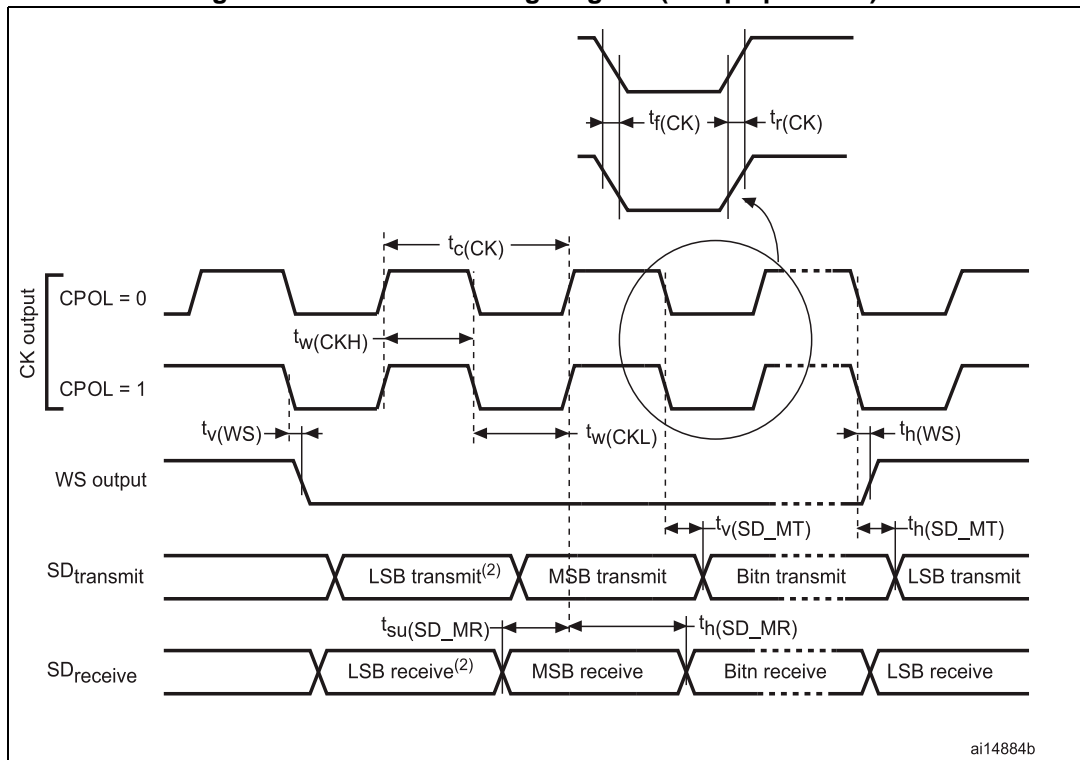 tf(CK)
tr(CK)
tc(CK)
CK output
CPOL = 0
tw(CKH)
CPOL = 1
tv(WS)
tw(CKL)
th(WS)
WS output
tv(SD_MT)
th(SD_MT)
SDtransmit
LSB transmit(2)
MSB transmit
Bitn transmit
LSB transmit
tsu(SD_MR)
th(SD_MR)
SDreceive
LSB receive(2)
MSB receive
Bitn receive
LSB receive
ai14884b